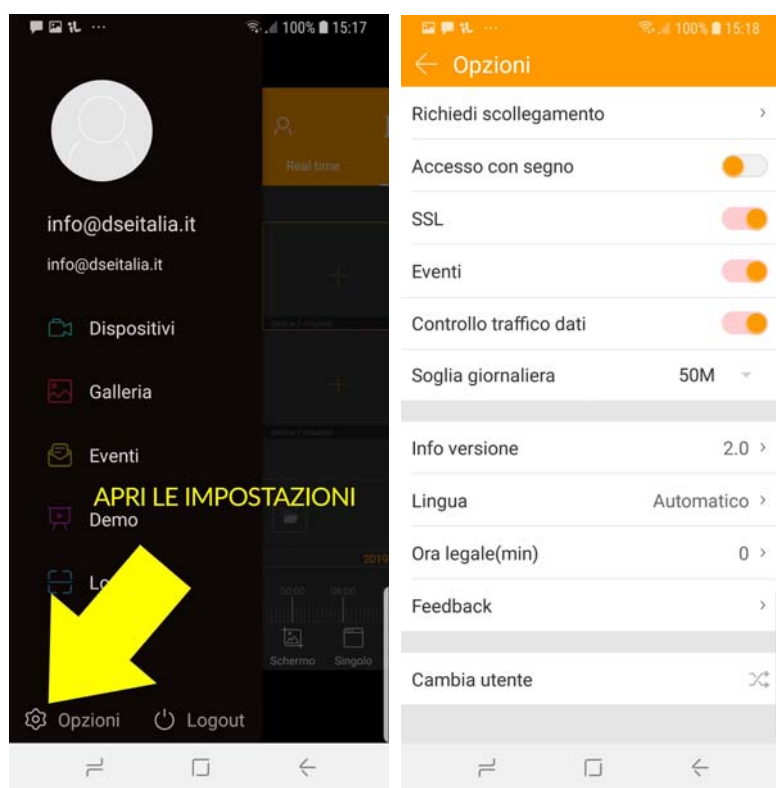 100% 15:17
Real time
info@dseitalia.it
info@dseitalia.it
Dispositivi
Galleria
Eventi
APRI LE IMPOSTAZIONI
Demo
2019
00:00
Schermo Singolo
Opzioni Logout
100% 15:18
Opzioni
Richiedi scollegamento
Accesso con segno
SSL
Eventi
Controllo traffico dati
Soglia giornaliera 50M
Info versione 2.0
Lingua Automatico
Ora legale(min) 0
Feedback
Cambia utente